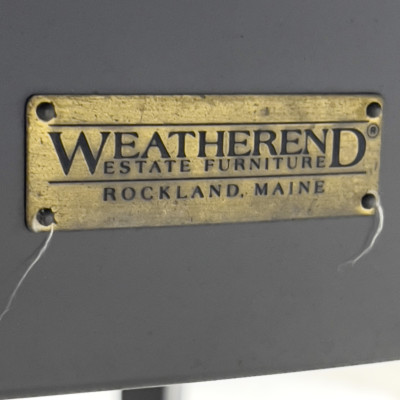 WEATHEREND®
ESTATE FURNITURE
ROCKLAND, MAINE